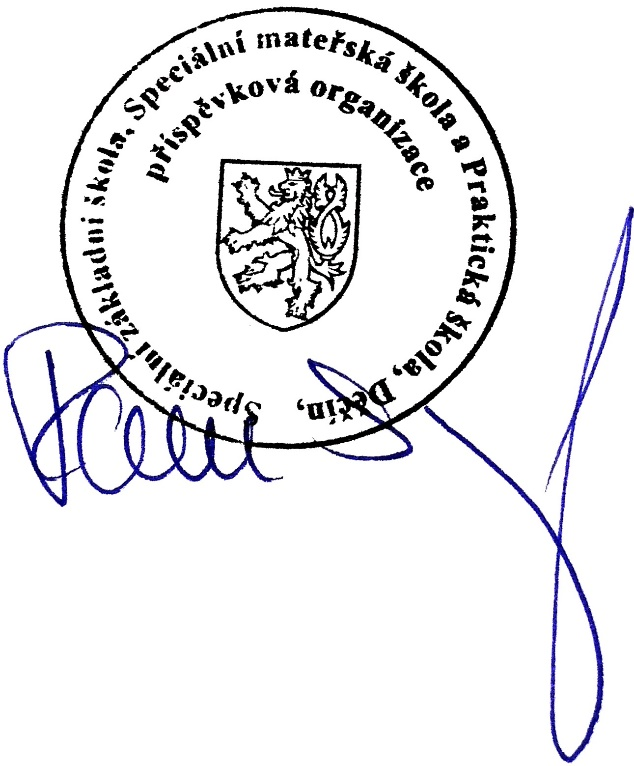 Speciální základní škola, Speciální mateřská škola a Praktická škola, Děčín,
příspěvková organizace